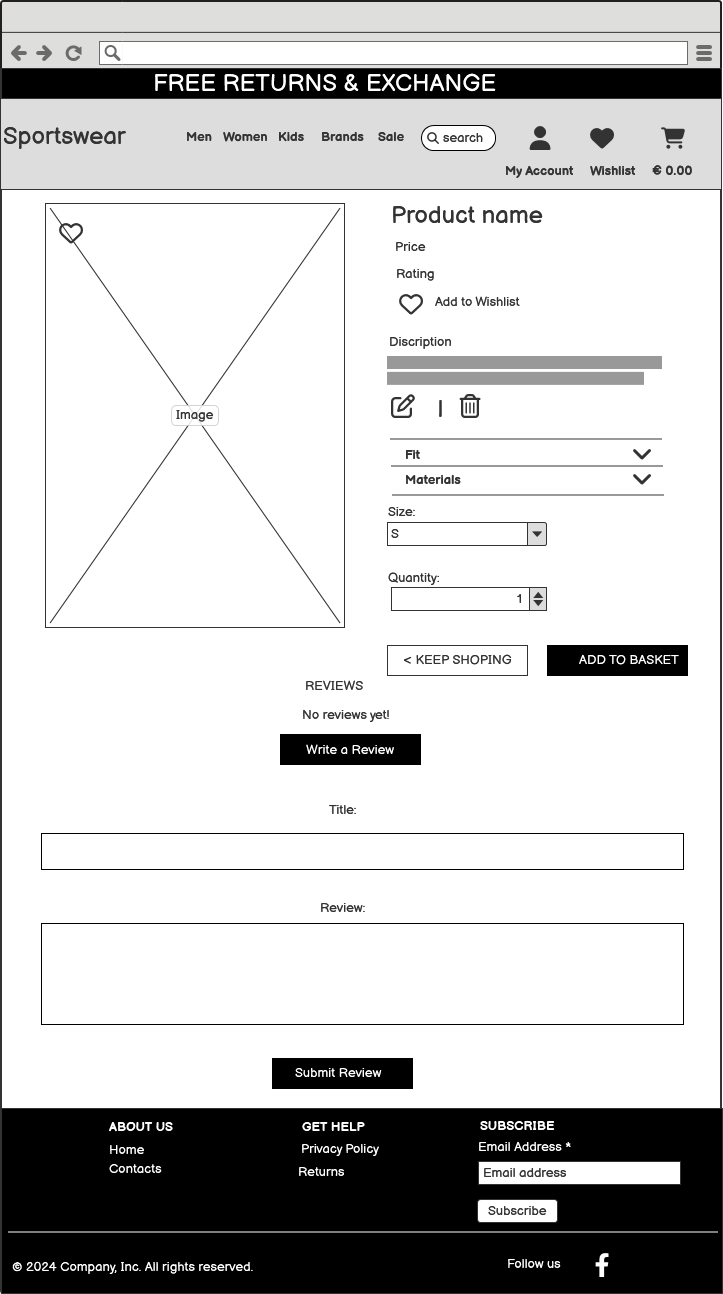 FREE RETURNS & EXCHANGE
Sportswear
Men Women Kids Brands Sale search
My Account Wishlist € 0.00
Product name
Price
Rating
Add to Wishlist
Discription
Image
Fit
Materials
Size:
S
Quantity:
1
< KEEP SHOPING ADD TO BASKET
REVIEWS
No reviews yet!
Write a Review
Title:
Review:
Submit Review
ABOUT US GET HELP SUBSCRIBE
Home Privacy Policy Email Address *
Contacts Returns Email address
Subscribe
© 2024 Company, Inc. All rights reserved. Follow us